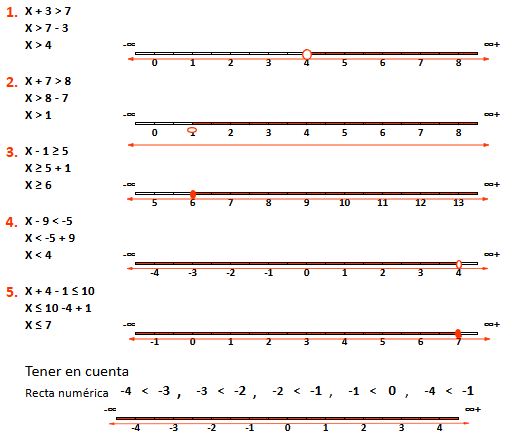 1. X + 3 > 7
X > 7 - 3
X > 4
-∞ ∞+
0 1 2 3 4 5 6 7 8
2. X + 7 > 8
X > 8 - 7
X > 1
-∞ ∞+
0 1 2 3 4 5 6 7 8
3. X - 1 ≥ 5
X ≥ 5 + 1
X ≥ 6
-∞ ∞+
5 6 7 8 9 10 11 12 13
4. X - 9 < -5
X < -5 + 9
X < 4
-∞ ∞+
-4 -3 -2 -1 0 1 2 3 4
5. X + 4 - 1 ≤ 10
X ≤ 10 -4 + 1
X ≤ 7
-∞ ∞+
-1 0 1 2 3 4 5 6 7
Tener en cuenta
Recta numérica -4 < -3 , -3 < -2 , -2 < -1 , -1 < 0 , -4 < -1
-∞ ∞+
-4 -3 -2 -1 0 1 2 3 4